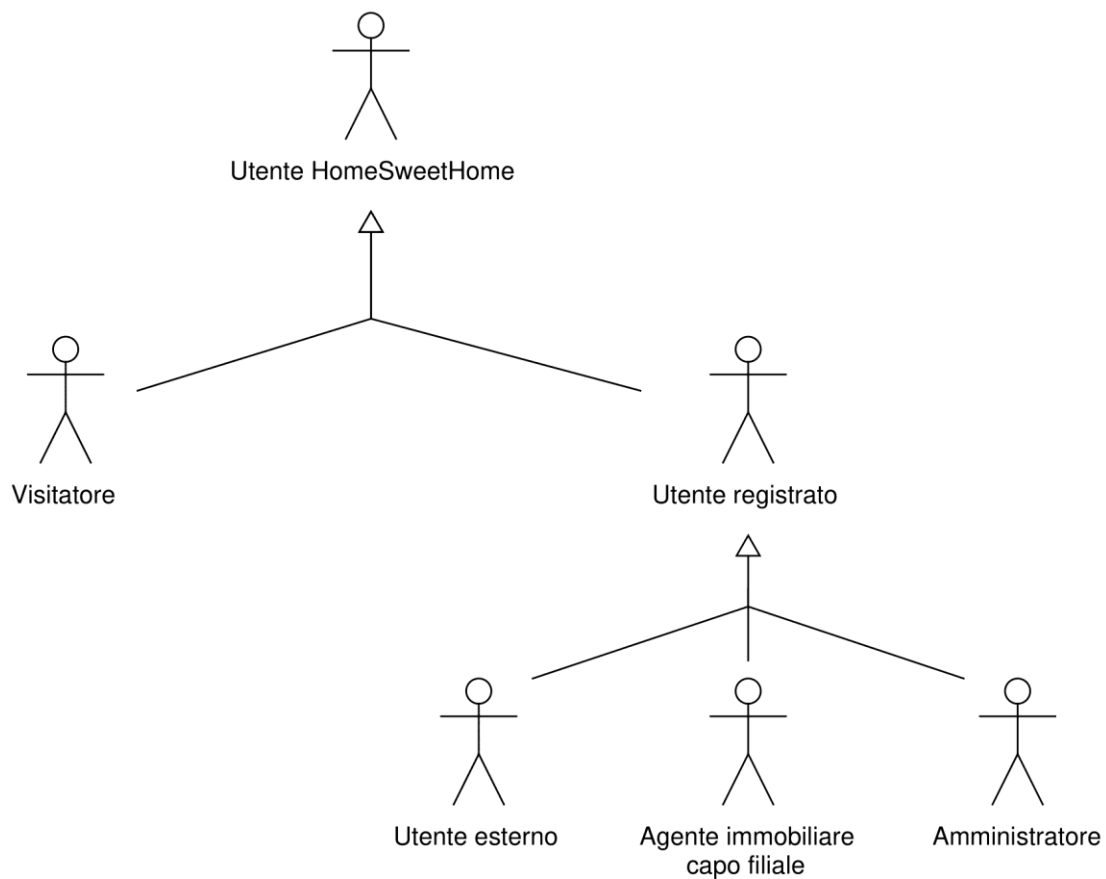 Utente HomeSweetHome
Visitatore
Utente registrato
Utente esterno
Agente immobiliare
capo filiale
Amministratore